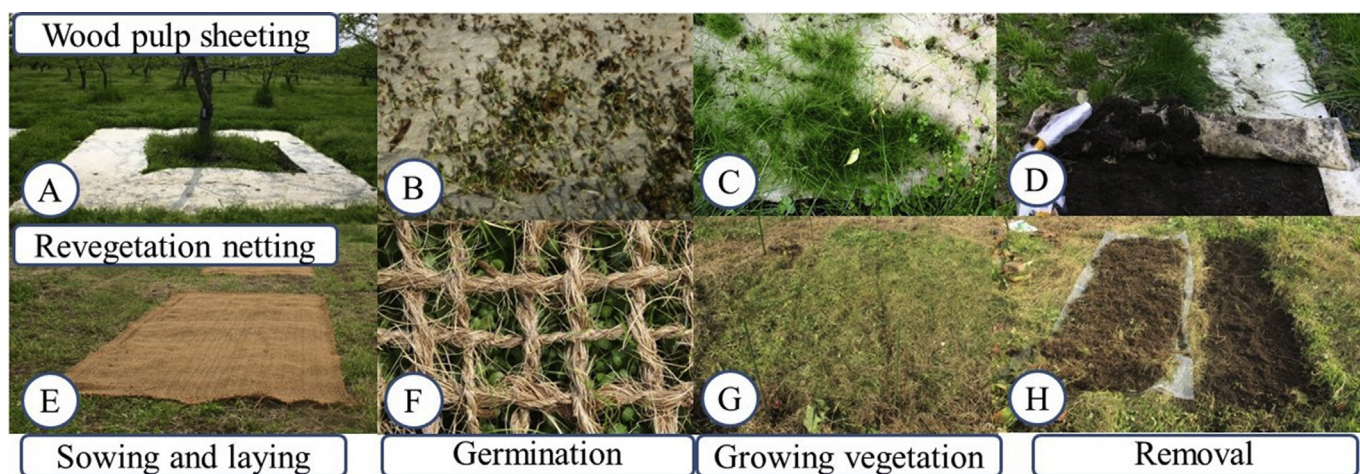 Wood pulp sheeting
A
B
C
D
Revegetation netting
E
F
G
H
Sowing and laying
Germination
Growing vegetation
Removal